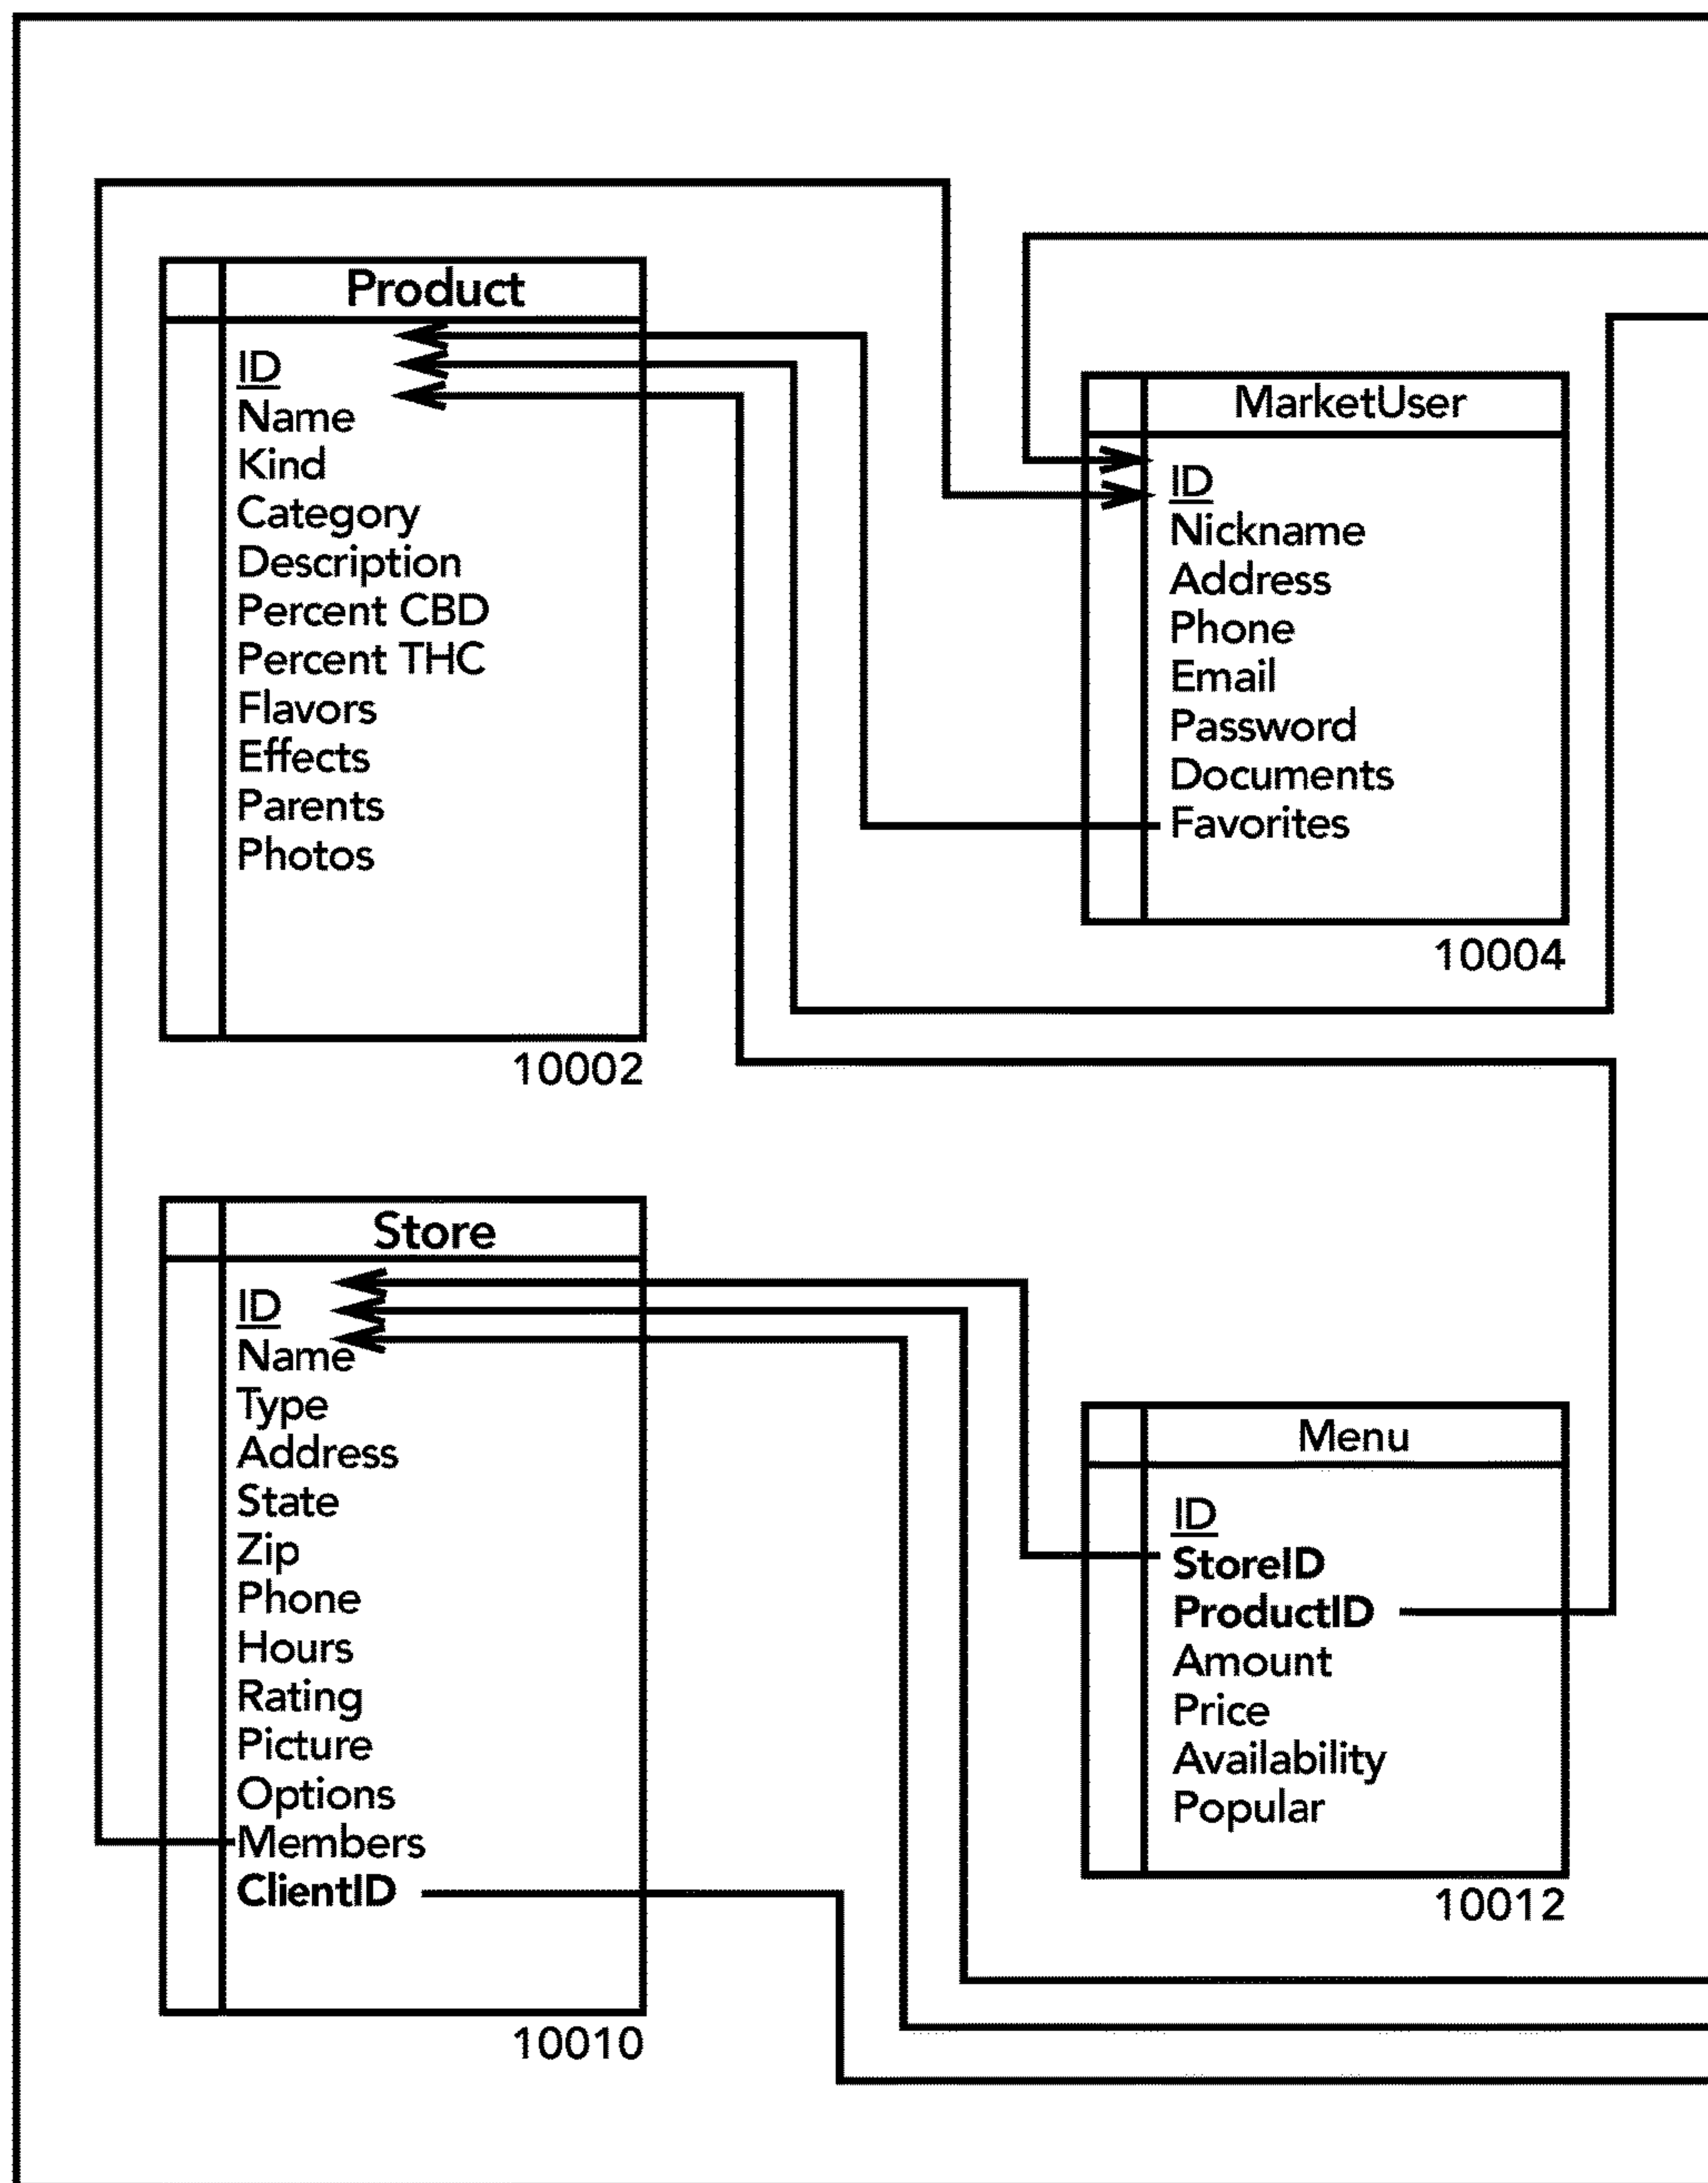 Product
ID
Name
Kind
Category
Description
Percent CBD
Percent THC
Flavors
Effects
Parents
Photos
10002
MarketUser
ID
Nickname
Address
Phone
Email
Password
Documents
Favorites
10004
Store
ID
Name
Type
Address
State
Zip
Phone
Hours
Rating
Picture
Options
Members
ClientID
10010
Menu
ID
StoreID
ProductID
Amount
Price
Availability
Popular
10012